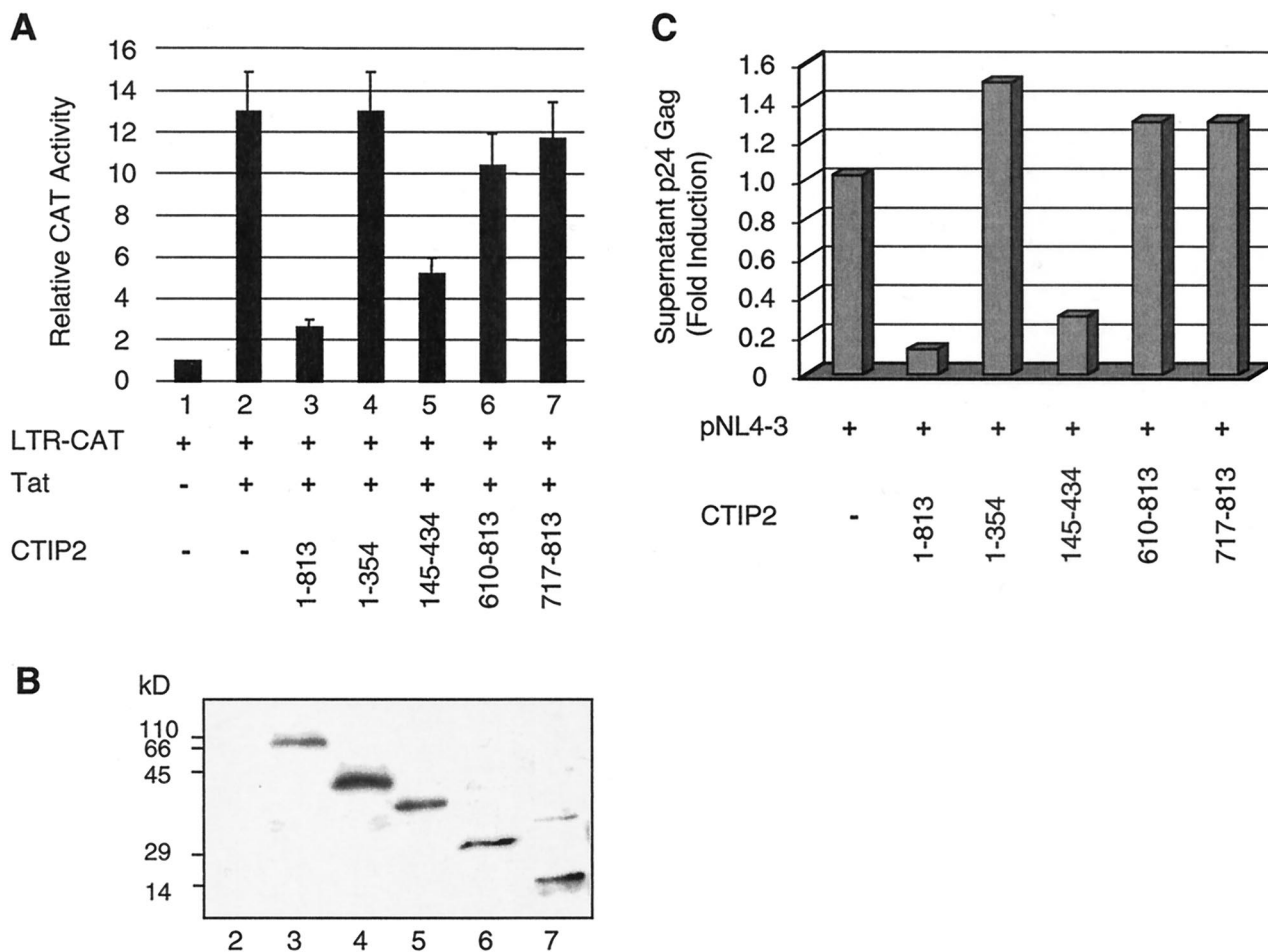 A
Relative CAT Activity
16
14
12
10
8
6
4
2
0
1 2 3 4 5 6 7
LTR-CAT + + + + + + +
Tat - + + + + + +
CTIP2 - - 1-813 1-354 145-434 610-813 717-813
C
Supernatant p24 Gag
(Fold Induction)
1.6
1.4
1.2
1.0
0.8
0.6
0.4
0.2
0
pNL4-3 + + + + + +
CTIP2 - 1-813 1-354 145-434 610-813 717-813
B
kD
110
66
45
29
14
2 3 4 5 6 7